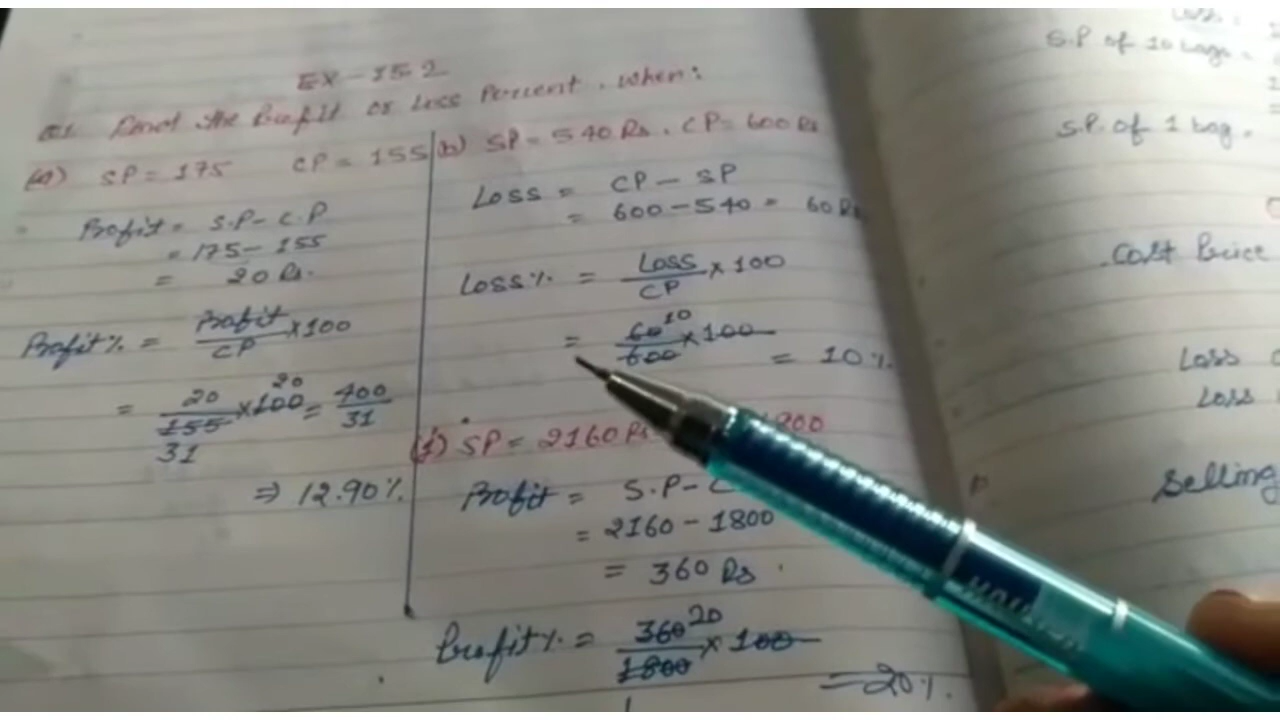 EX-15.2
Q1 Find the Profit or Loss Percent, when:
(a) SP = 175 CP = 155
Profit = S.P - C.P
= 175 - 155
= 20 Rs.
Profit% = Profit/CP × 100
= 20/155 × 100 = 400/31
20
31
⇒ 12.90%
(b) SP = 540 Rs, CP = 600 Rs
Loss = CP - SP
= 600 - 540 = 60 Rs
Loss% = Loss/CP × 100
= 60/600 × 100 = 10%
10
SP = 2160 Rs 1800
Profit = S.P - C
= 2160 - 1800
= 360 Rs
Profit% = 360/1800 × 100 = 20%
20
S.P of 10 bags =
S.P. of 1 bag =
Cost Price
Loss
Loss
Selling